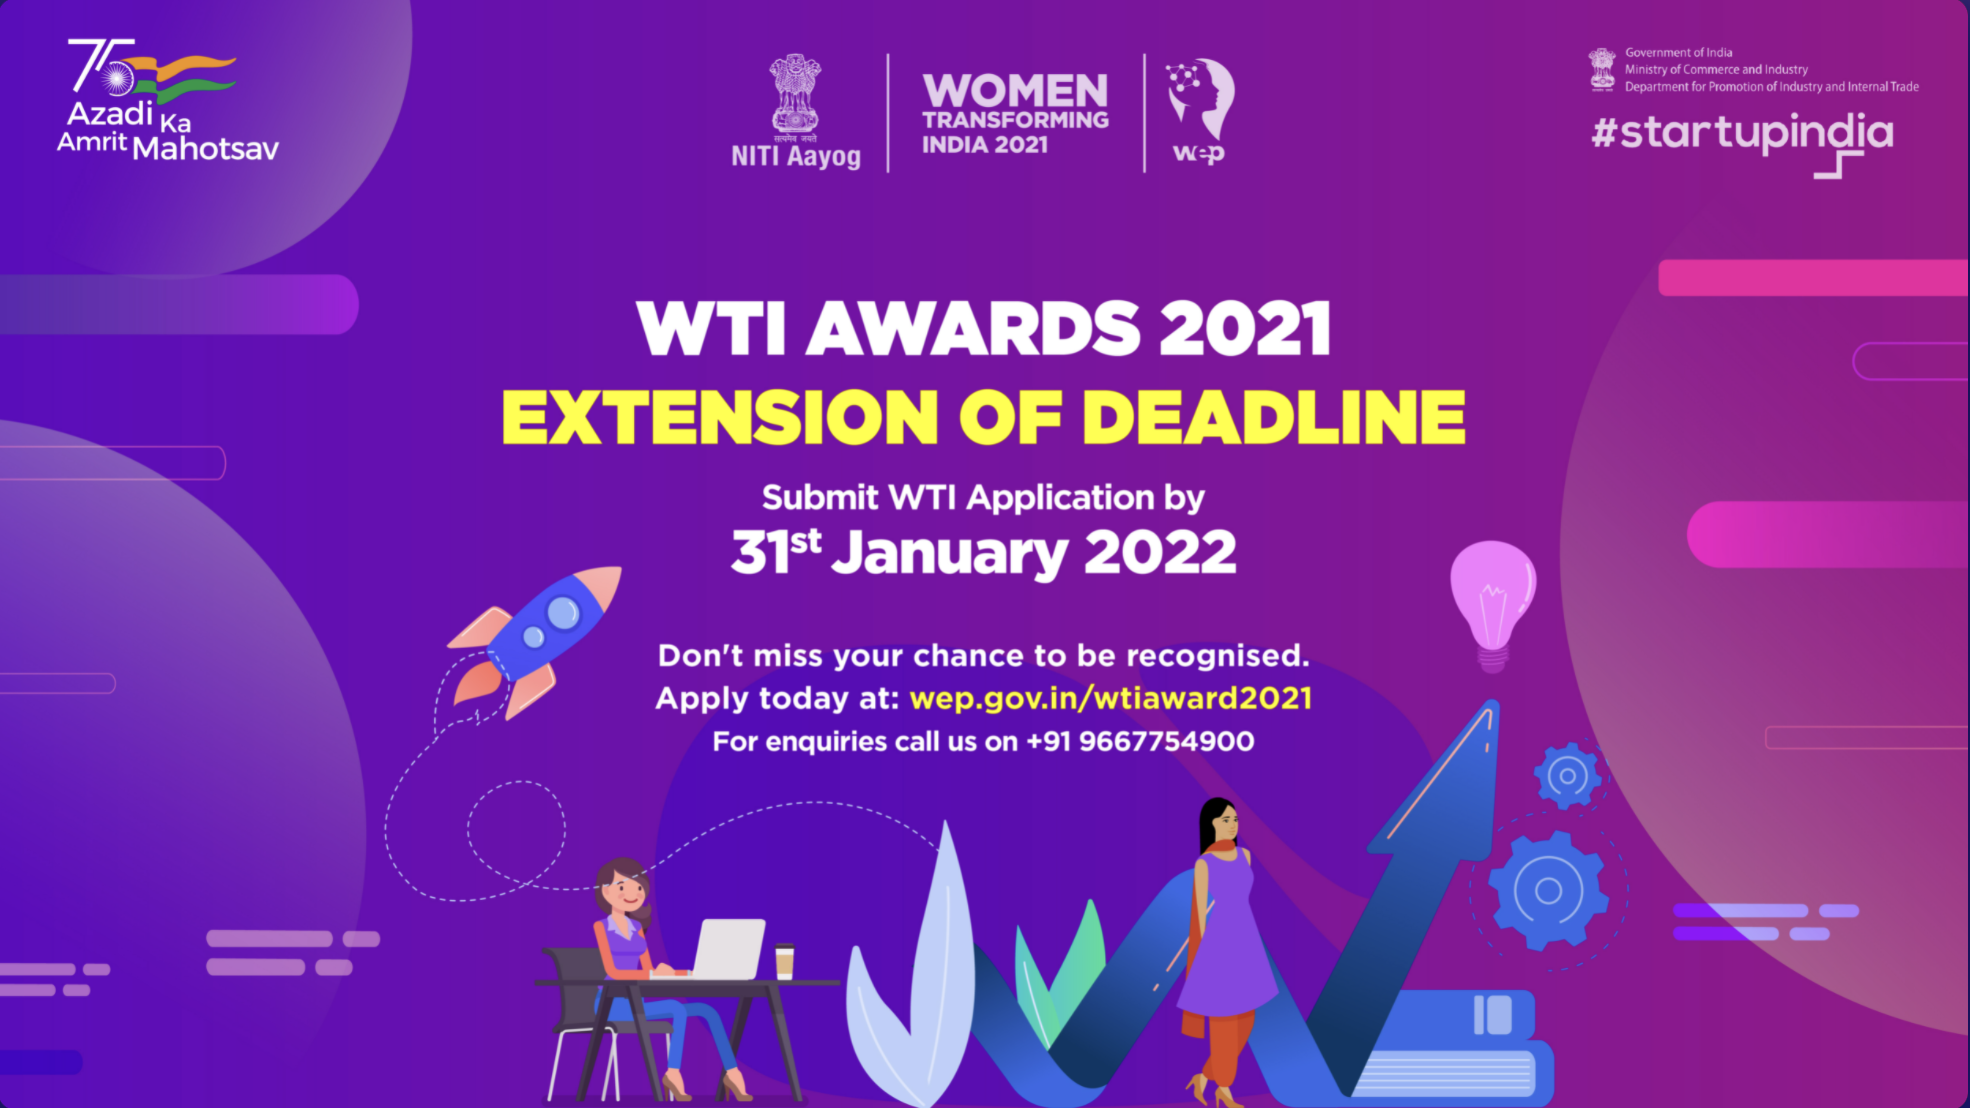 75
Azadi Ka
Amrit Mahotsav
सत्यमेव जयते
NITI Aayog
WOMEN
TRANSFORMING
INDIA 2021
wep
Government of India
Ministry of Commerce and Industry
Department for Promotion of Industry and Internal Trade
#startupindia
WTI AWARDS 2021
EXTENSION OF DEADLINE
Submit WTI Application by
31st January 2022
Don't miss your chance to be recognised.
Apply today at: wep.gov.in/wtiaward2021
For enquiries call us on +91 9667754900